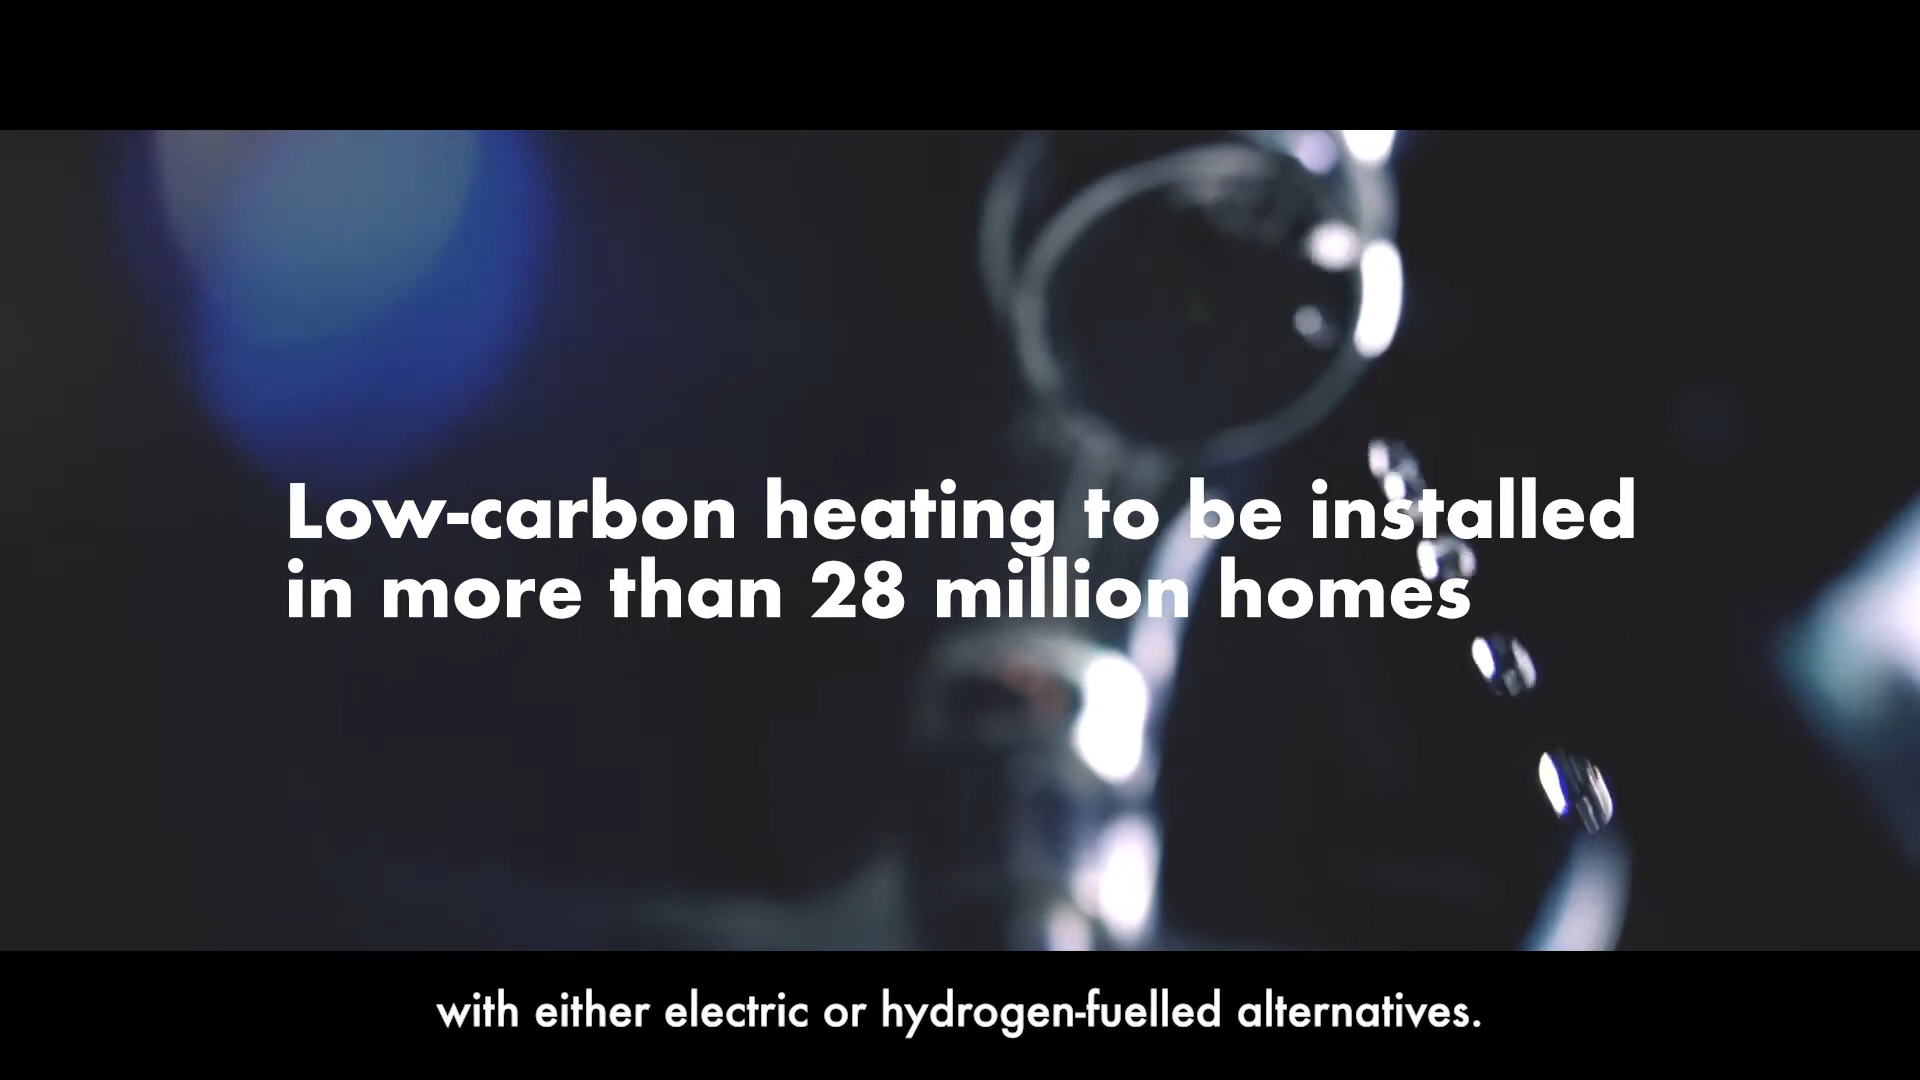 Low-carbon heating to be installed
in more than 28 million homes
with either electric or hydrogen-fuelled alternatives.